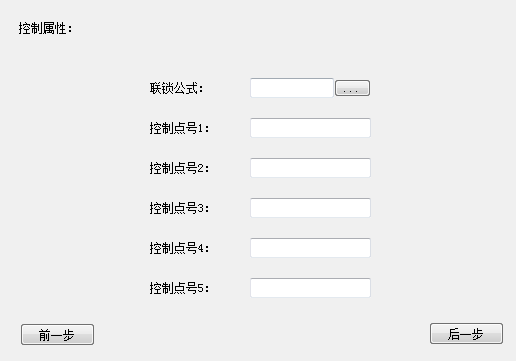 控制属性：
联锁公式： ...
控制点号1：
控制点号2：
控制点号3：
控制点号4：
控制点号5：
前一步 后一步